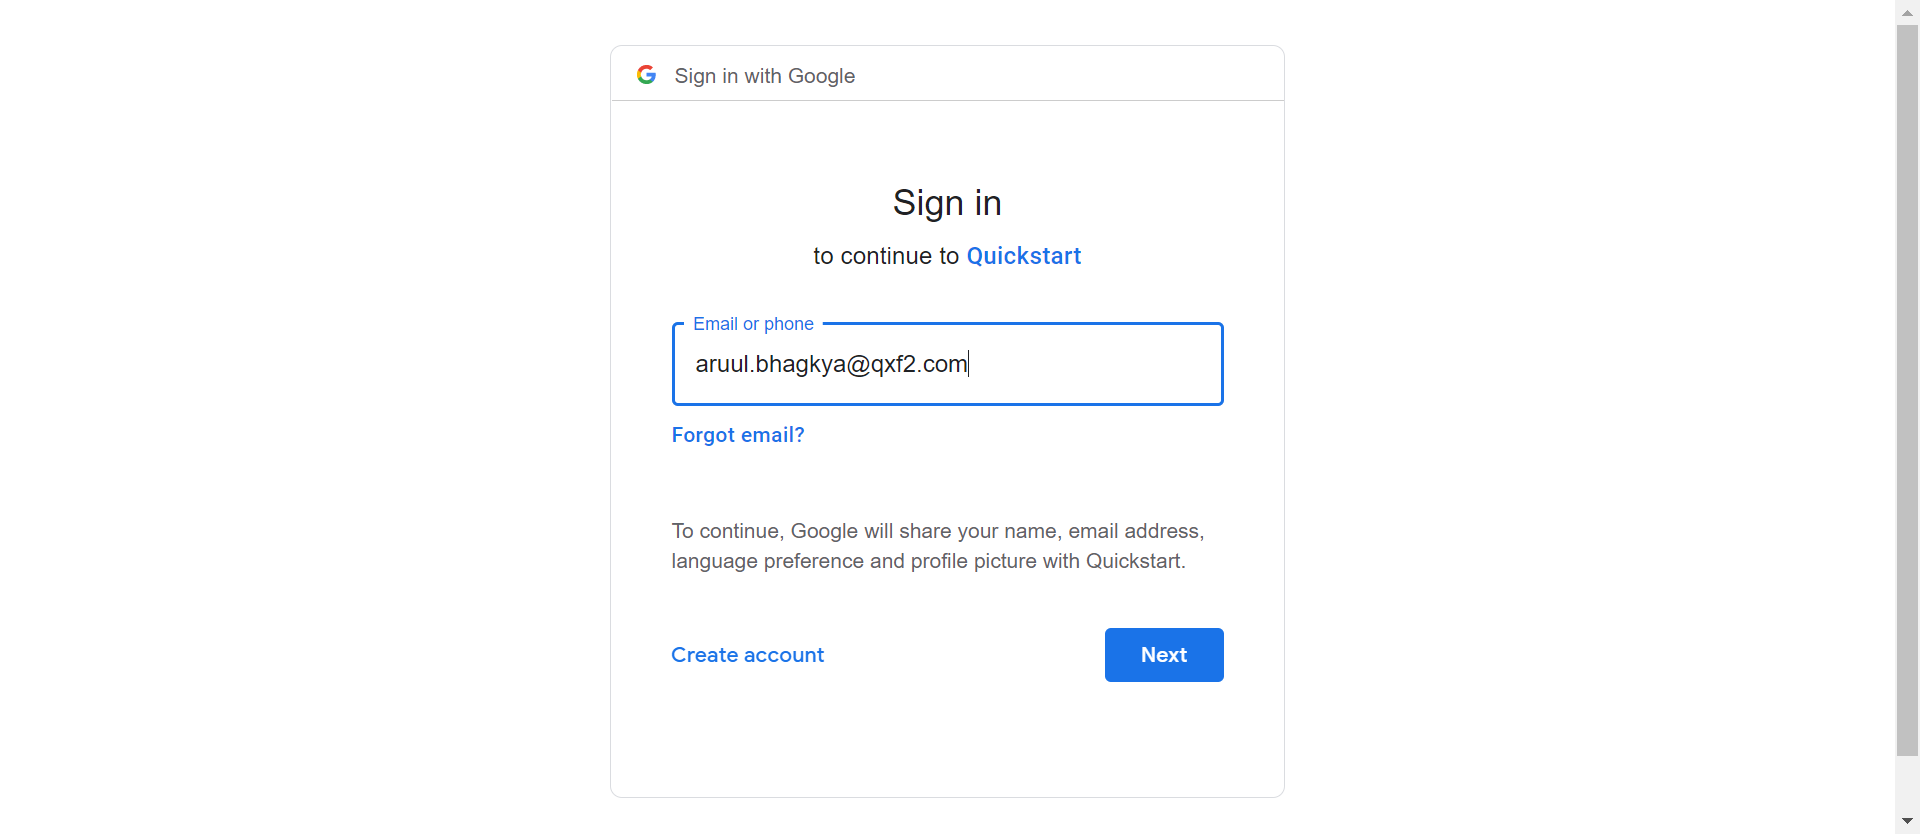 Sign in with Google
Sign in
to continue to Quickstart
Email or phone
aruul.bhagkya@qxf2.com
Forgot email?
To continue, Google will share your name, email address,
language preference and profile picture with Quickstart.
Create account
Next